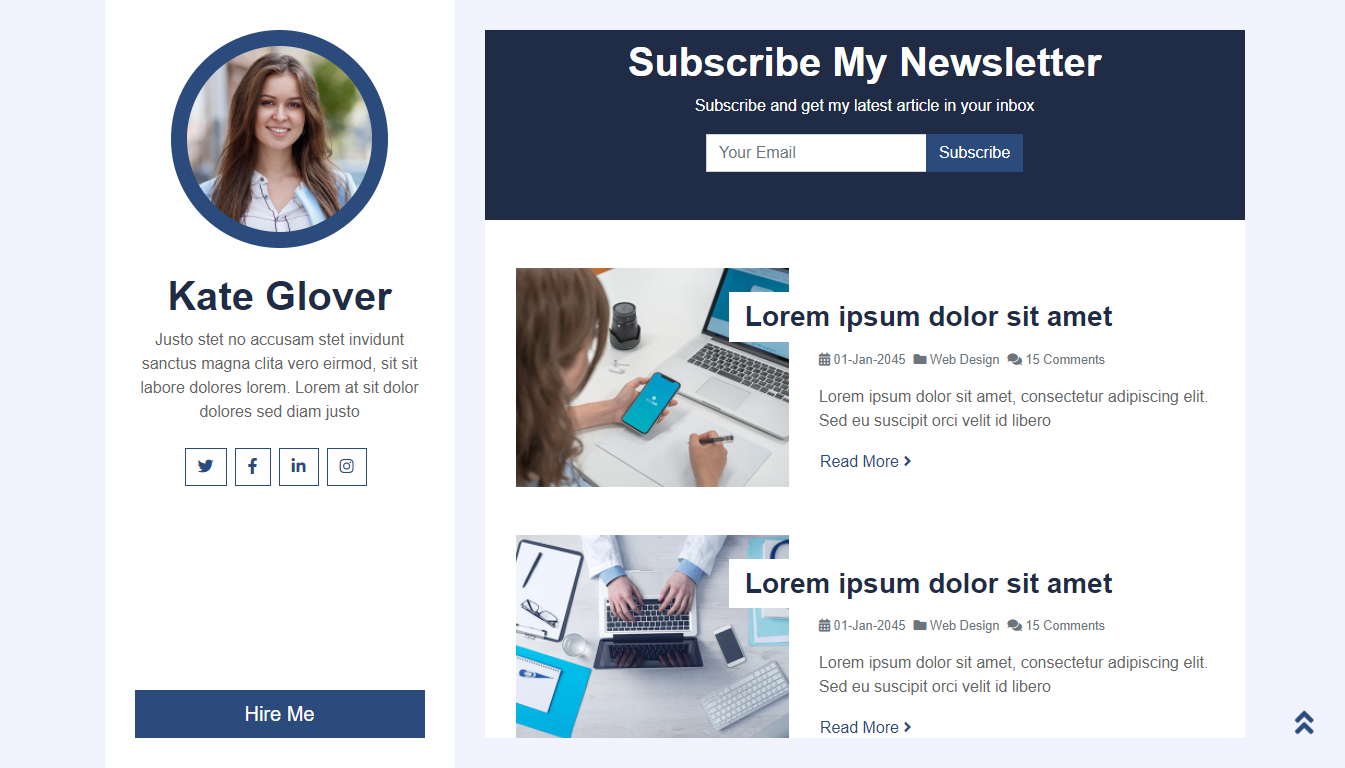 Kate Glover
Justo stet no accusam stet invidunt
sanctus magna clita vero eirmod, sit sit
labore dolores lorem. Lorem at sit dolor
dolores sed diam justo
Hire Me
Subscribe My Newsletter
Subscribe and get my latest article in your inbox
Your Email Subscribe
Lorem ipsum dolor sit amet
01-Jan-2045 Web Design 15 Comments
Lorem ipsum dolor sit amet, consectetur adipiscing elit.
Sed eu suscipit orci velit id libero
Read More
Lorem ipsum dolor sit amet
01-Jan-2045 Web Design 15 Comments
Lorem ipsum dolor sit amet, consectetur adipiscing elit.
Sed eu suscipit orci velit id libero
Read More